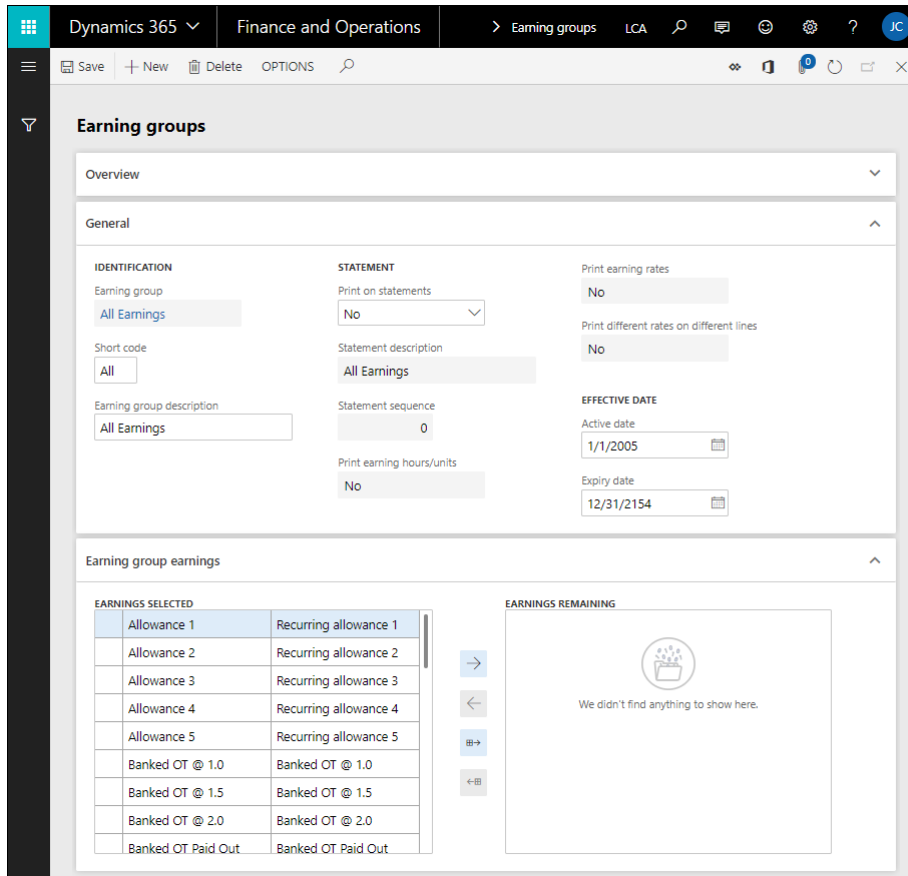 Dynamics 365 Finance and Operations Earning groups LCA ? JC
Save New Delete OPTIONS 0
Earning groups
Overview
General
IDENTIFICATION
Earning group
All Earnings
Short code
All
Earning group description
All Earnings
STATEMENT
Print on statements
No
Statement description
All Earnings
Statement sequence
0
Print earning hours/units
No
Print earning rates
No
Print different rates on different lines
No
EFFECTIVE DATE
Active date
1/1/2005
Expiry date
12/31/2154
Earning group earnings
EARNINGS SELECTED
Allowance 1 Recurring allowance 1
Allowance 2 Recurring allowance 2
Allowance 3 Recurring allowance 3
Allowance 4 Recurring allowance 4
Allowance 5 Recurring allowance 5
Banked OT @ 1.0 Banked OT @ 1.0
Banked OT @ 1.5 Banked OT @ 1.5
Banked OT @ 2.0 Banked OT @ 2.0
Banked OT Paid Out Banked OT Paid Out
EARNINGS REMAINING
We didn't find anything to show here.